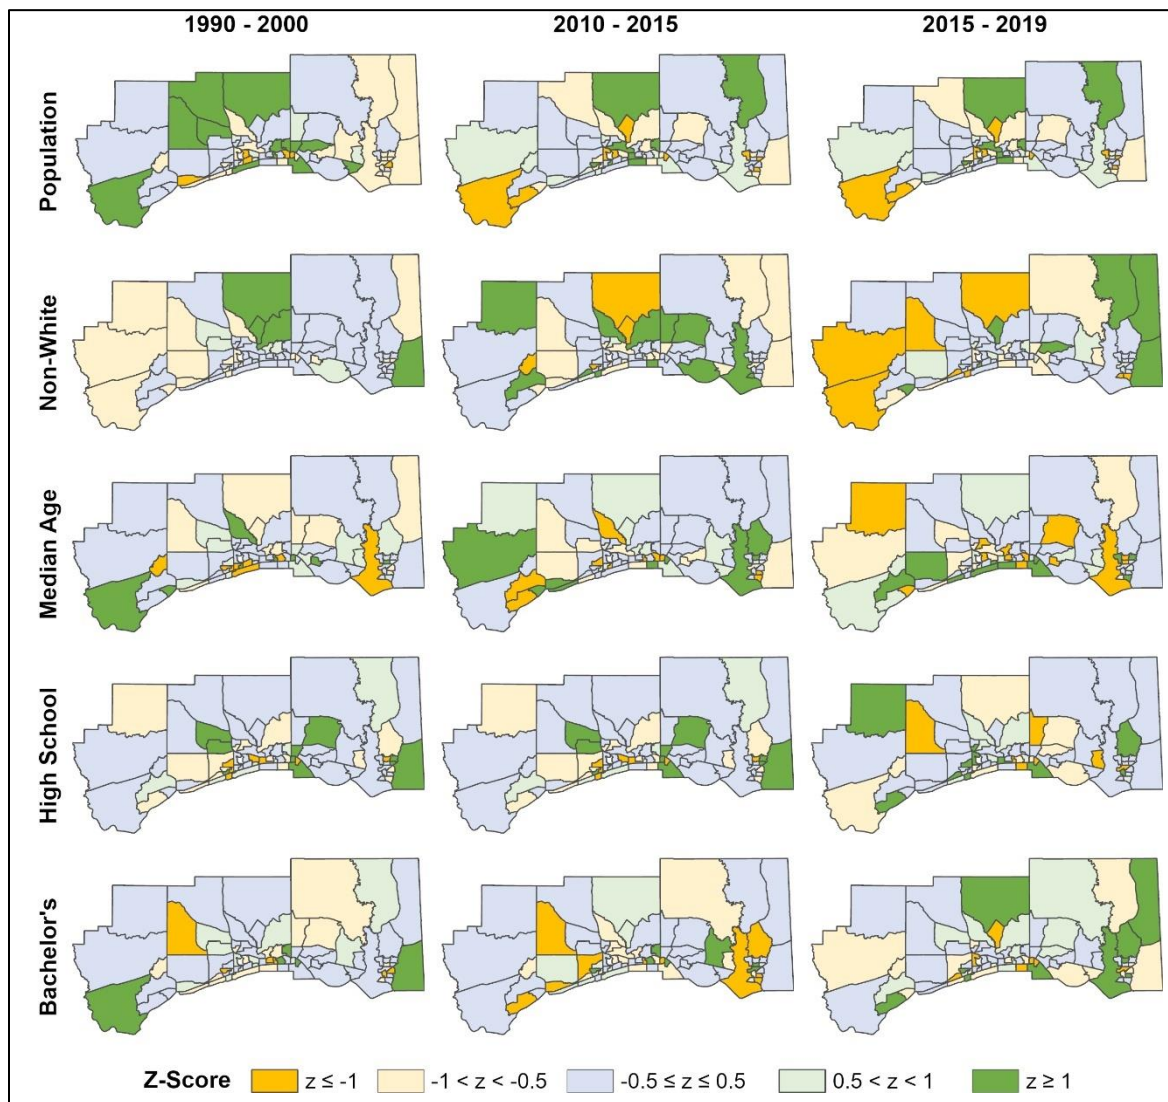 1990 - 2000 2010 - 2015 2015 - 2019
Population
Non-White
Median Age
High School
Bachelor's
Z-Score z ≤ -1 -1 < z < -0.5 -0.5 ≤ z ≤ 0.5 0.5 < z < 1 z ≥ 1